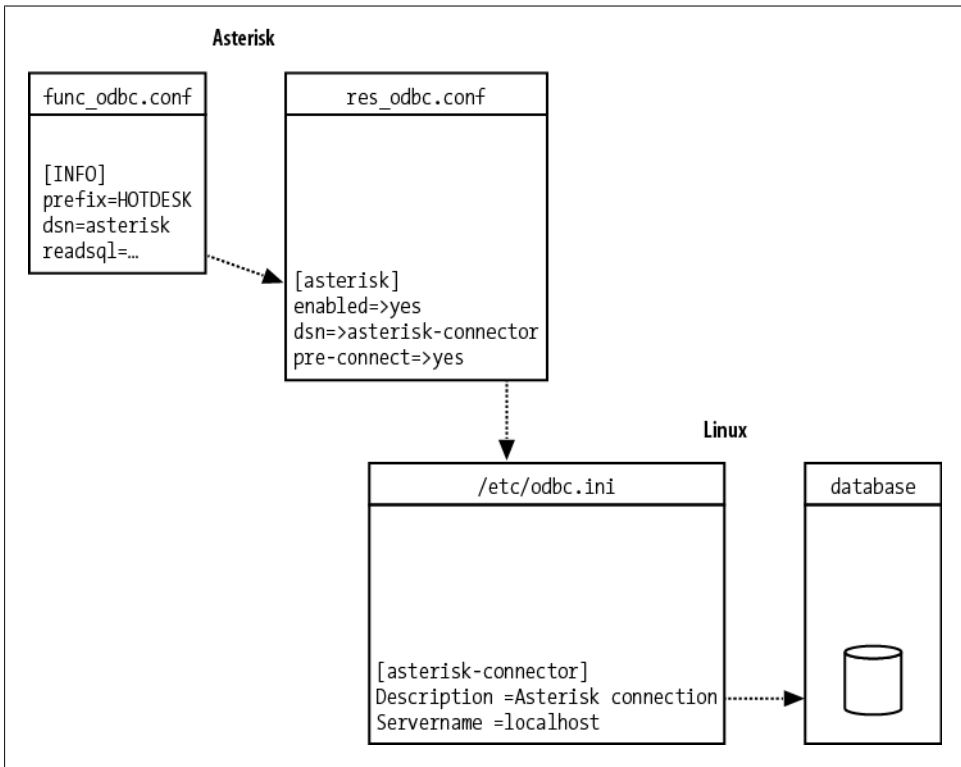 Asterisk
func_odbc.conf
[INFO]
prefix=HOTDESK
dsn=asterisk
readsql=…
res_odbc.conf
[asterisk]
enabled=>yes
dsn=>asterisk-connector
pre-connect=>yes
Linux
/etc/odbc.ini
[asterisk-connector]
Description =Asterisk connection
Servername =localhost
database